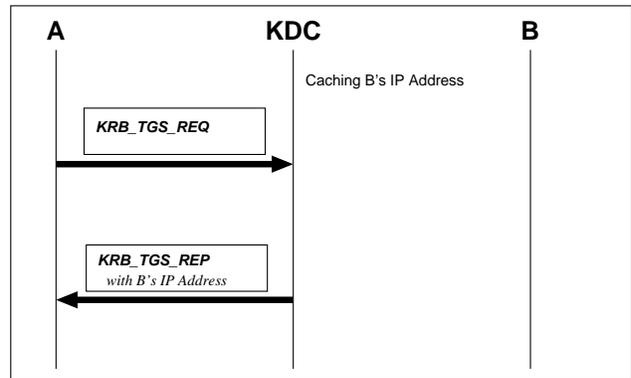 A KDC B
Caching B's IP Address
KRB_TGS_REQ
KRB_TGS_REP
with B's IP Address